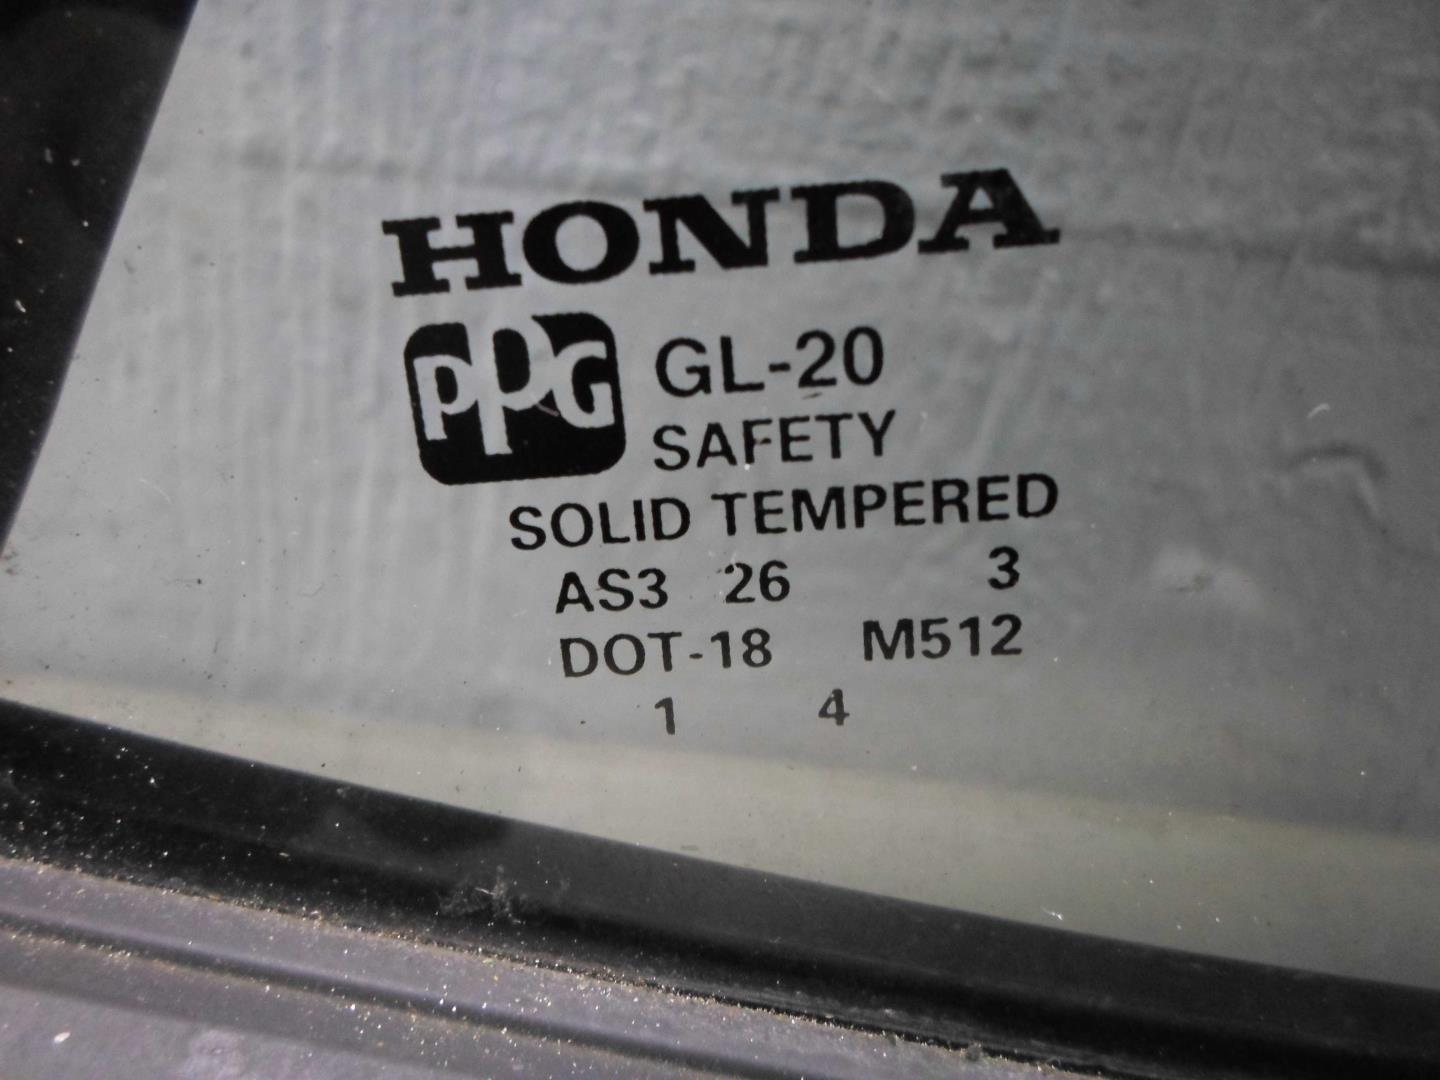 HONDA
PPG GL-20
SAFETY
SOLID TEMPERED
AS3 26 3
DOT-18 M512
1 4